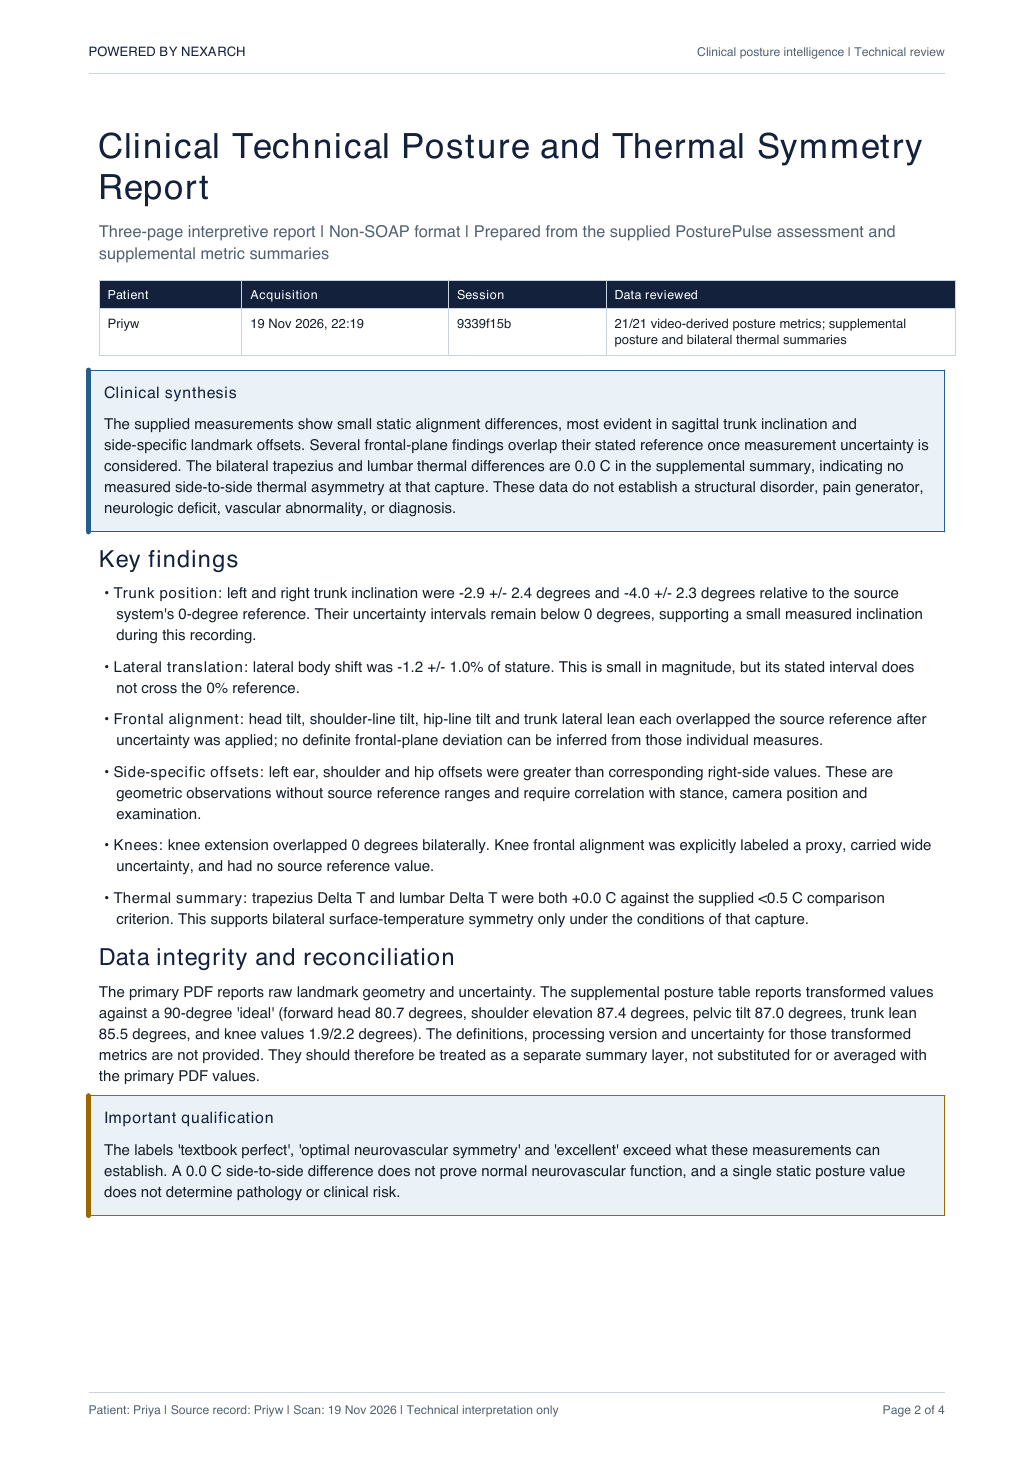 POWERED BY NEXARCH
Clinical posture intelligence | Technical review
Clinical Technical Posture and Thermal Symmetry
Report
Three-page interpretive report | Non-SOAP format | Prepared from the supplied PosturePulse assessment and
supplemental metric summaries
Patient Acquisition Session Data reviewed
Priyw 19 Nov 2026, 22:19 9339f15b 21/21 video-derived posture metrics; supplemental
posture and bilateral thermal summaries
Clinical synthesis
The supplied measurements show small static alignment differences, most evident in sagittal trunk inclination and
side-specific landmark offsets. Several frontal-plane findings overlap their stated reference once measurement uncertainty is
considered. The bilateral trapezius and lumbar thermal differences are 0.0 C in the supplemental summary, indicating no
measured side-to-side thermal asymmetry at that capture. These data do not establish a structural disorder, pain generator,
neurologic deficit, vascular abnormality, or diagnosis.
Key findings
• Trunk position: left and right trunk inclination were -2.9 +/- 2.4 degrees and -4.0 +/- 2.3 degrees relative to the source
system's 0-degree reference. Their uncertainty intervals remain below 0 degrees, supporting a small measured inclination
during this recording.
• Lateral translation: lateral body shift was -1.2 +/- 1.0% of stature. This is small in magnitude, but its stated interval does
not cross the 0% reference.
• Frontal alignment: head tilt, shoulder-line tilt, hip-line tilt and trunk lateral lean each overlapped the source reference after
uncertainty was applied; no definite frontal-plane deviation can be inferred from those individual measures.
• Side-specific offsets: left ear, shoulder and hip offsets were greater than corresponding right-side values. These are
geometric observations without source reference ranges and require correlation with stance, camera position and
examination.
• Knees: knee extension overlapped 0 degrees bilaterally. Knee frontal alignment was explicitly labeled a proxy, carried wide
uncertainty, and had no source reference value.
• Thermal summary: trapezius Delta T and lumbar Delta T were both +0.0 C against the supplied <0.5 C comparison
criterion. This supports bilateral surface-temperature symmetry only under the conditions of that capture.
Data integrity and reconciliation
The primary PDF reports raw landmark geometry and uncertainty. The supplemental posture table reports transformed values
against a 90-degree 'ideal' (forward head 80.7 degrees, shoulder elevation 87.4 degrees, pelvic tilt 87.0 degrees, trunk lean
85.5 degrees, and knee values 1.9/2.2 degrees). The definitions, processing version and uncertainty for those transformed
metrics are not provided. They should therefore be treated as a separate summary layer, not substituted for or averaged with
the primary PDF values.
Important qualification
The labels 'textbook perfect', 'optimal neurovascular symmetry' and 'excellent' exceed what these measurements can
establish. A 0.0 C side-to-side difference does not prove normal neurovascular function, and a single static posture value
does not determine pathology or clinical risk.
Patient: Priya | Source record: Priyw | Scan: 19 Nov 2026 | Technical interpretation only
Page 2 of 4